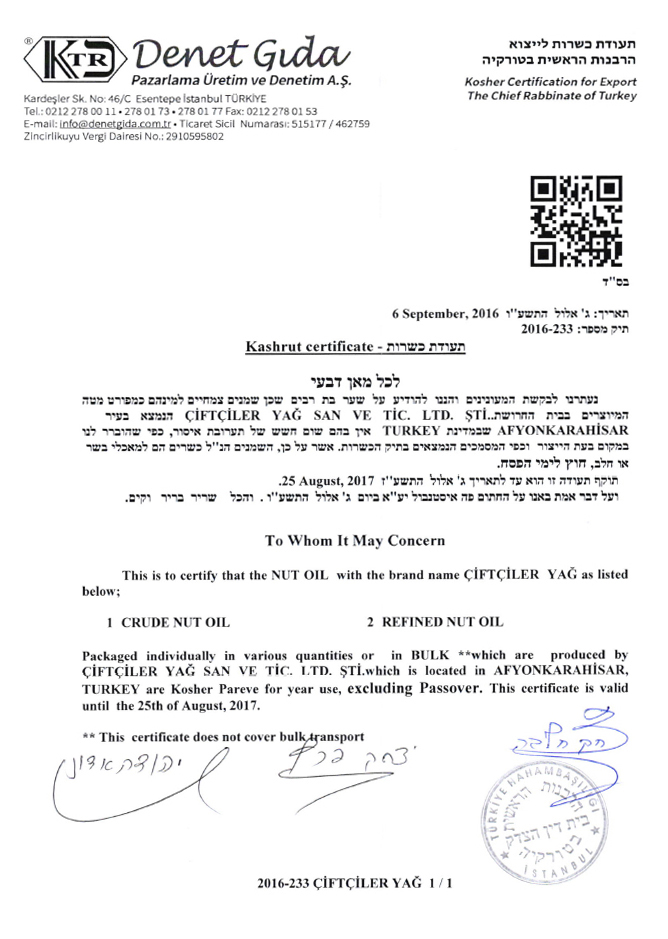 ® KTR Denet Gıda
Pazarlama Üretim ve Denetim A.Ş.
Kardeşler Sk. No: 46/C Esentepe İstanbul TÜRKİYE
Tel.: 0212 278 00 11 • 278 01 73 • 278 01 77 Fax: 0212 278 01 53
E-mail: info@denetgida.com.tr • Ticaret Sicil Numarası: 515177 / 462759
Zincirlikuyu Vergi Dairesi No.: 2910595802
תעודת כשרות לייצוא
הרבנות הראשית בטורקיה
Kosher Certification for Export
The Chief Rabbinate of Turkey
בס"ד
תאריך: ג' אלול התשע"ו 6 September, 2016
תיק מספר: 2016-233
Kashrut certificate - תעודת כשרות
לכל מאן דבעי
נעתרנו לבקשת המעונינים והננו להודיע על שער בת רבים שכן שמנים צמחיים למינהם כמפורט מטה
המיוצרים בבית החרושת..ÇİFTÇİLER YAĞ SAN VE TİC. LTD. ŞTİ הנמצא בעיר
AFYONKARAHİSAR שבמדינת TURKEY אין בהם שום חשש של תערובת איסור, כפי שהוברר לנו
במקום בעת הייצור וכפי המסמכים הנמצאים בתיק הכשרות. אשר על כן, השמנים הנ"ל כשרים הם למאכלי בשר
או חלב, חוץ לימי הפסח.
תוקף תעודה זו הוא עד לתאריך ג' אלול התשע"ז 25 August, 2017.
ועל דבר אמת באנו על החתום פה איסטנבול יע"א ביום ג' אלול התשע"ו . והכל שריר בריר וקים.
To Whom It May Concern
This is to certify that the NUT OIL with the brand name ÇİFTÇİLER YAĞ as listed
below;
1 CRUDE NUT OIL 2 REFINED NUT OIL
Packaged individually in various quantities or in BULK **which are produced by
ÇİFTÇİLER YAĞ SAN VE TİC. LTD. ŞTİ.which is located in AFYONKARAHİSAR,
TURKEY are Kosher Pareve for year use, excluding Passover. This certificate is valid
until the 25th of August, 2017.
** This certificate does not cover bulk transport
יצחק פרץ
TÜRKİYE HAHAMBAŞILIĞI
הרבנות הראשית
בית דין הצדק
בטורקיה
İSTANBUL
2016-233 ÇİFTÇİLER YAĞ 1 / 1